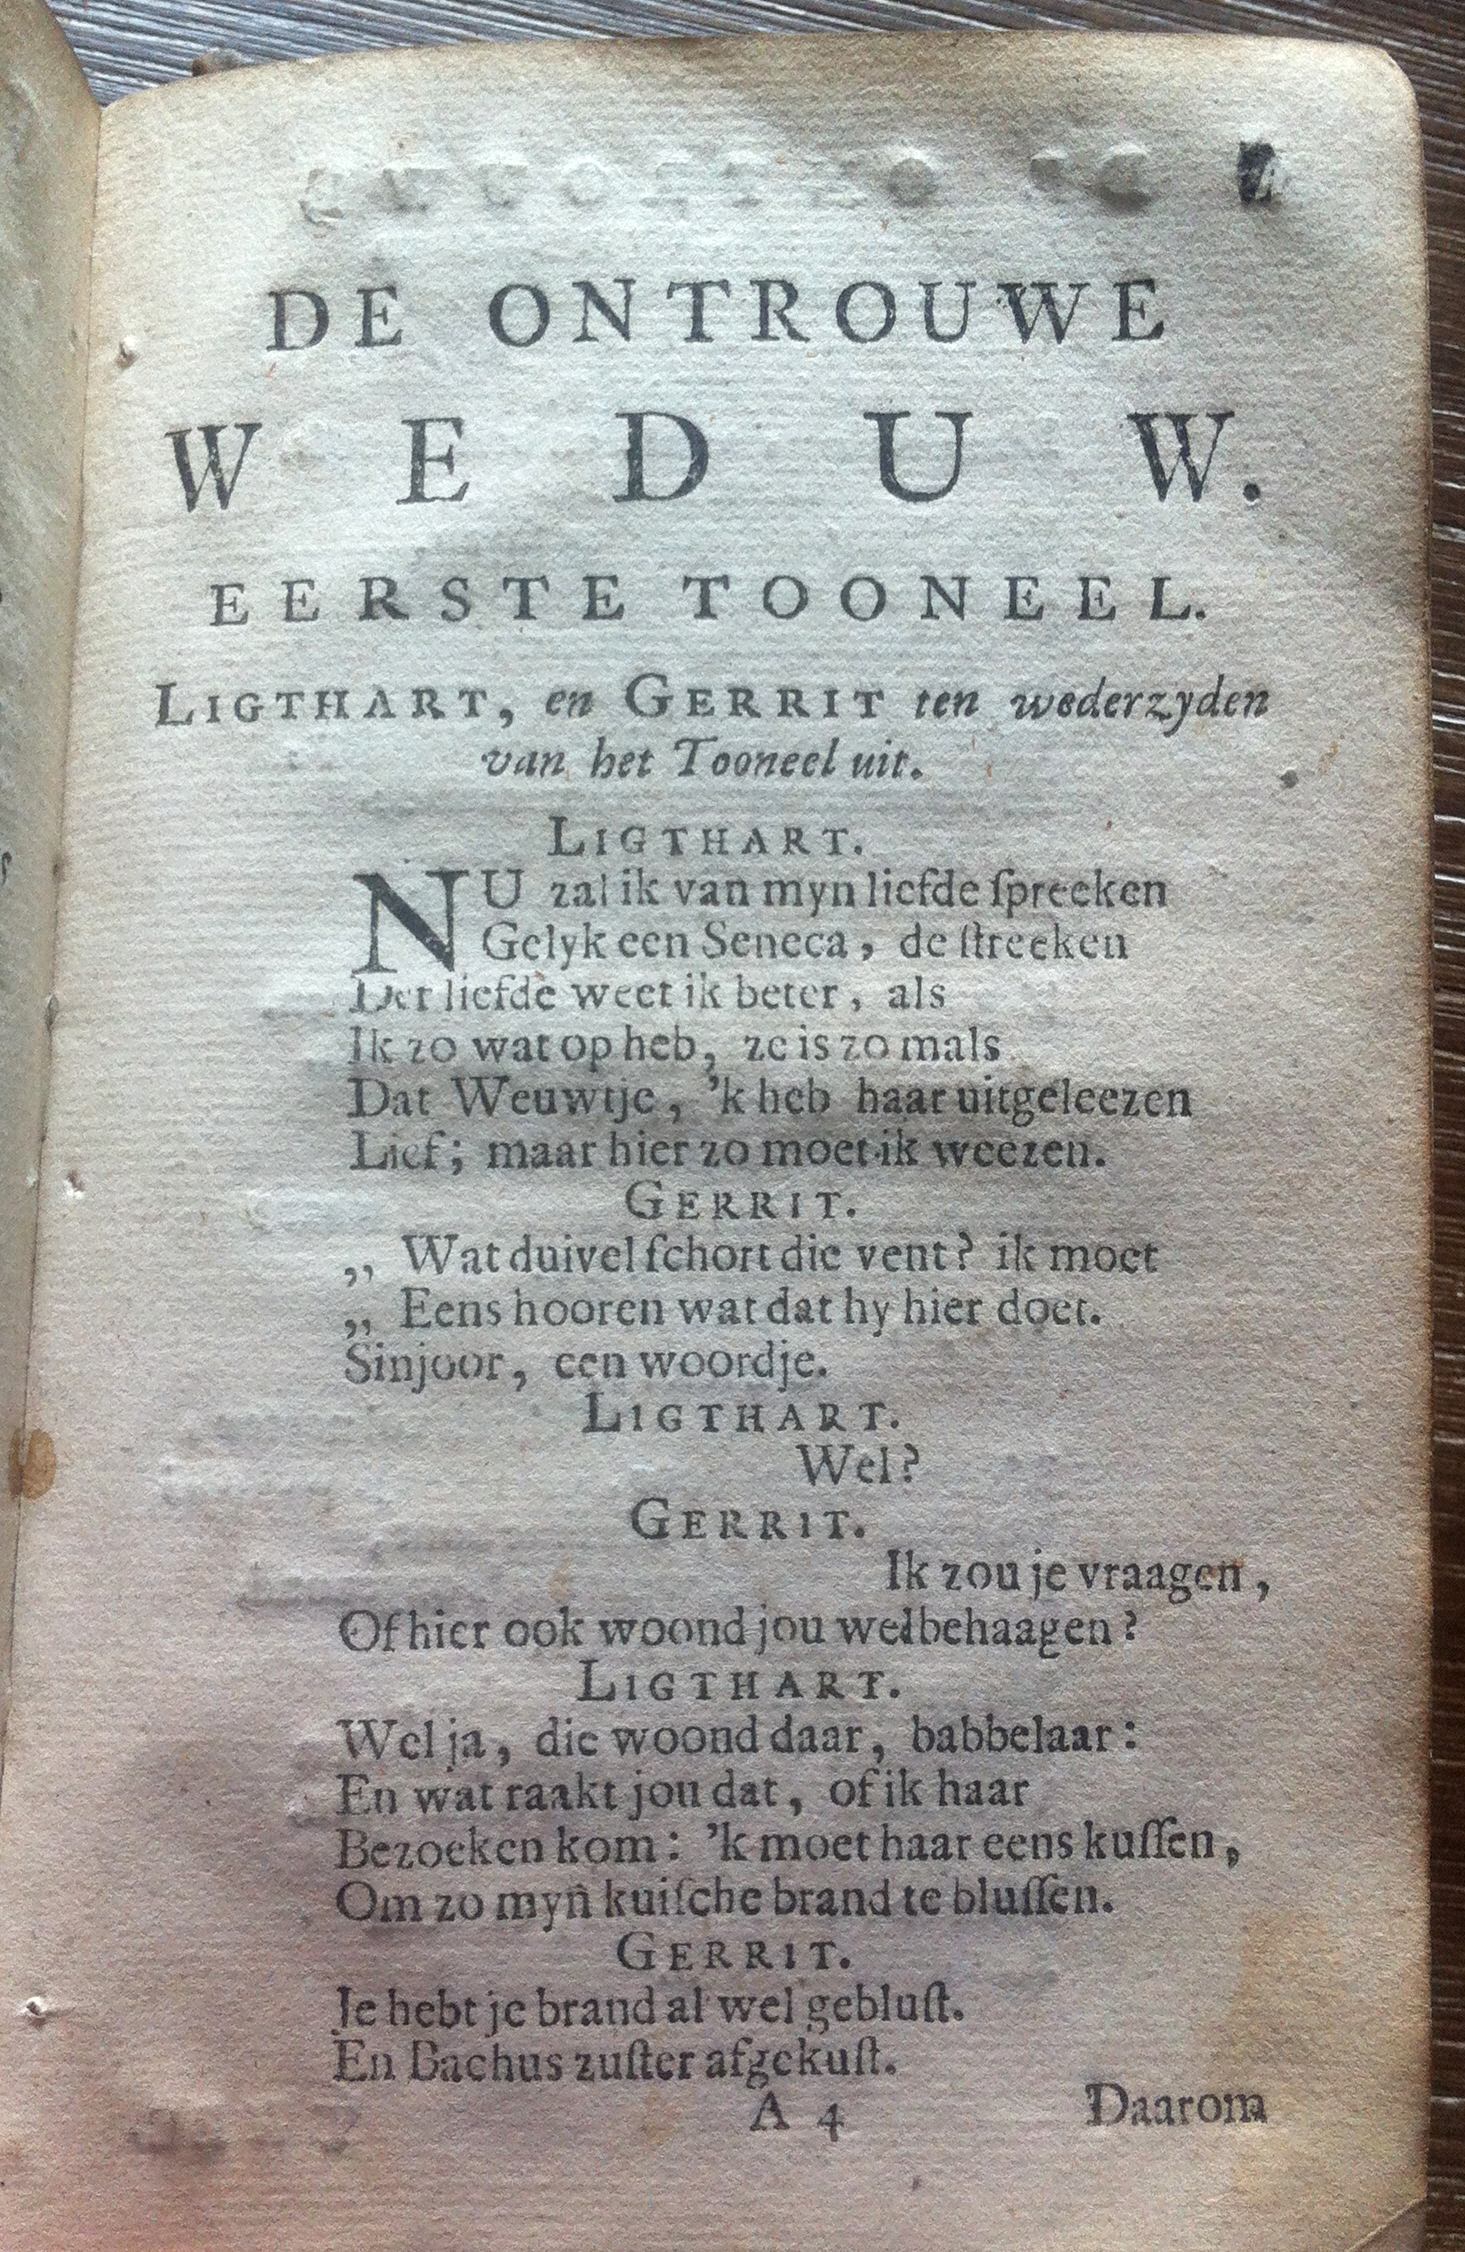 DE ONTROUWE
WEDUW.
EERSTE TOONEEL.
LIGTHART, en GERRIT ten wederzyden
van het Tooneel uit.
LIGTHART.
NU zal ik van myn liefde ſpreeken
Gelyk een Seneca, de ſtreeken
Der liefde weet ik beter, als
Ik zo wat op heb, ze is zo mals
Dat Weuwtje, 'k heb haar uitgeleezen
Lief; maar hier zo moet ik weezen.
GERRIT.
,, Wat duivel ſchort die vent? ik moet
,, Eens hooren wat dat hy hier doet.
Sinjoor, een woordje.
LIGTHART.
Wel?
GERRIT.
Ik zou je vraagen,
Of hier ook woond jou welbehaagen?
LIGTHART.
Wel ja, die woond daar, babbelaar:
En wat raakt jou dat, of ik haar
Bezoeken kom: 'k moet haar eens kuſſen,
Om zo myn kuiſche brand te bluſſen.
GERRIT.
Je hebt je brand al wel gebluſt.
En Bachus zuſter afgekuſt.
A 4
Daarom